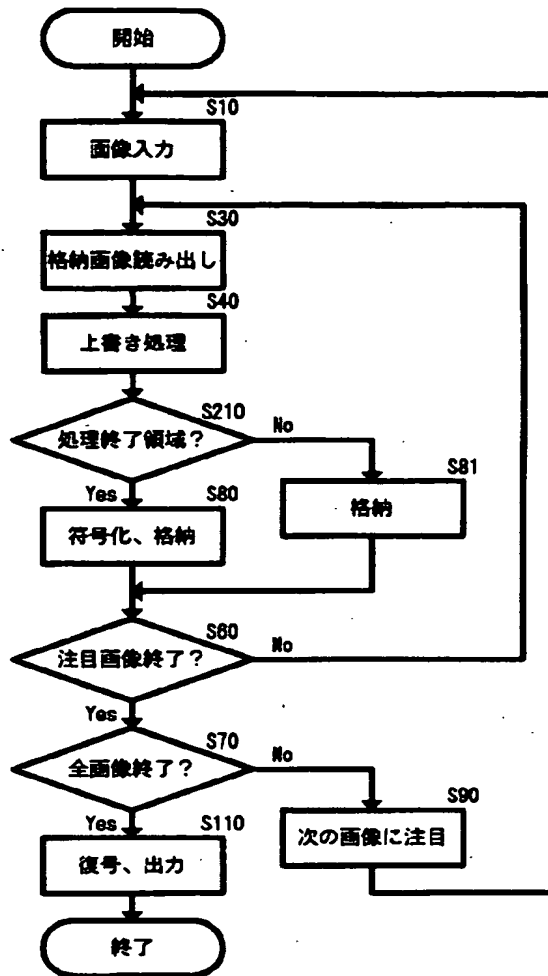 開始
S10
画像入力
S30
格納画像読み出し
S40
上書き処理
S210
処理終了領域?
No
Yes
S80
S81
符号化、格納
格納
S60
注目画像終了?
No
Yes
S70
全画像終了?
No
Yes
S110
S90
復号、出力
次の画像に注目
終了